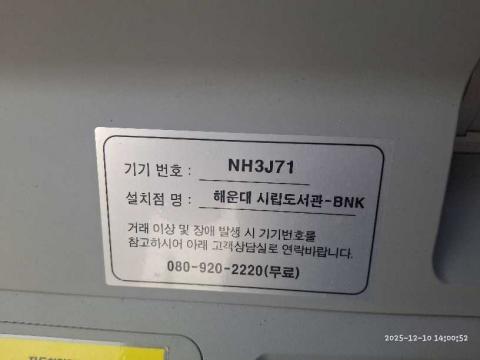 기기 번호 : NH3J71
설치점 명 : 해운대 시립도서관-BNK
거래 이상 및 장애 발생 시 기기번호를
참고하시어 아래 고객상담실로 연락바랍니다.
080-920-2220(무료)
2025-12-10 14:00:52